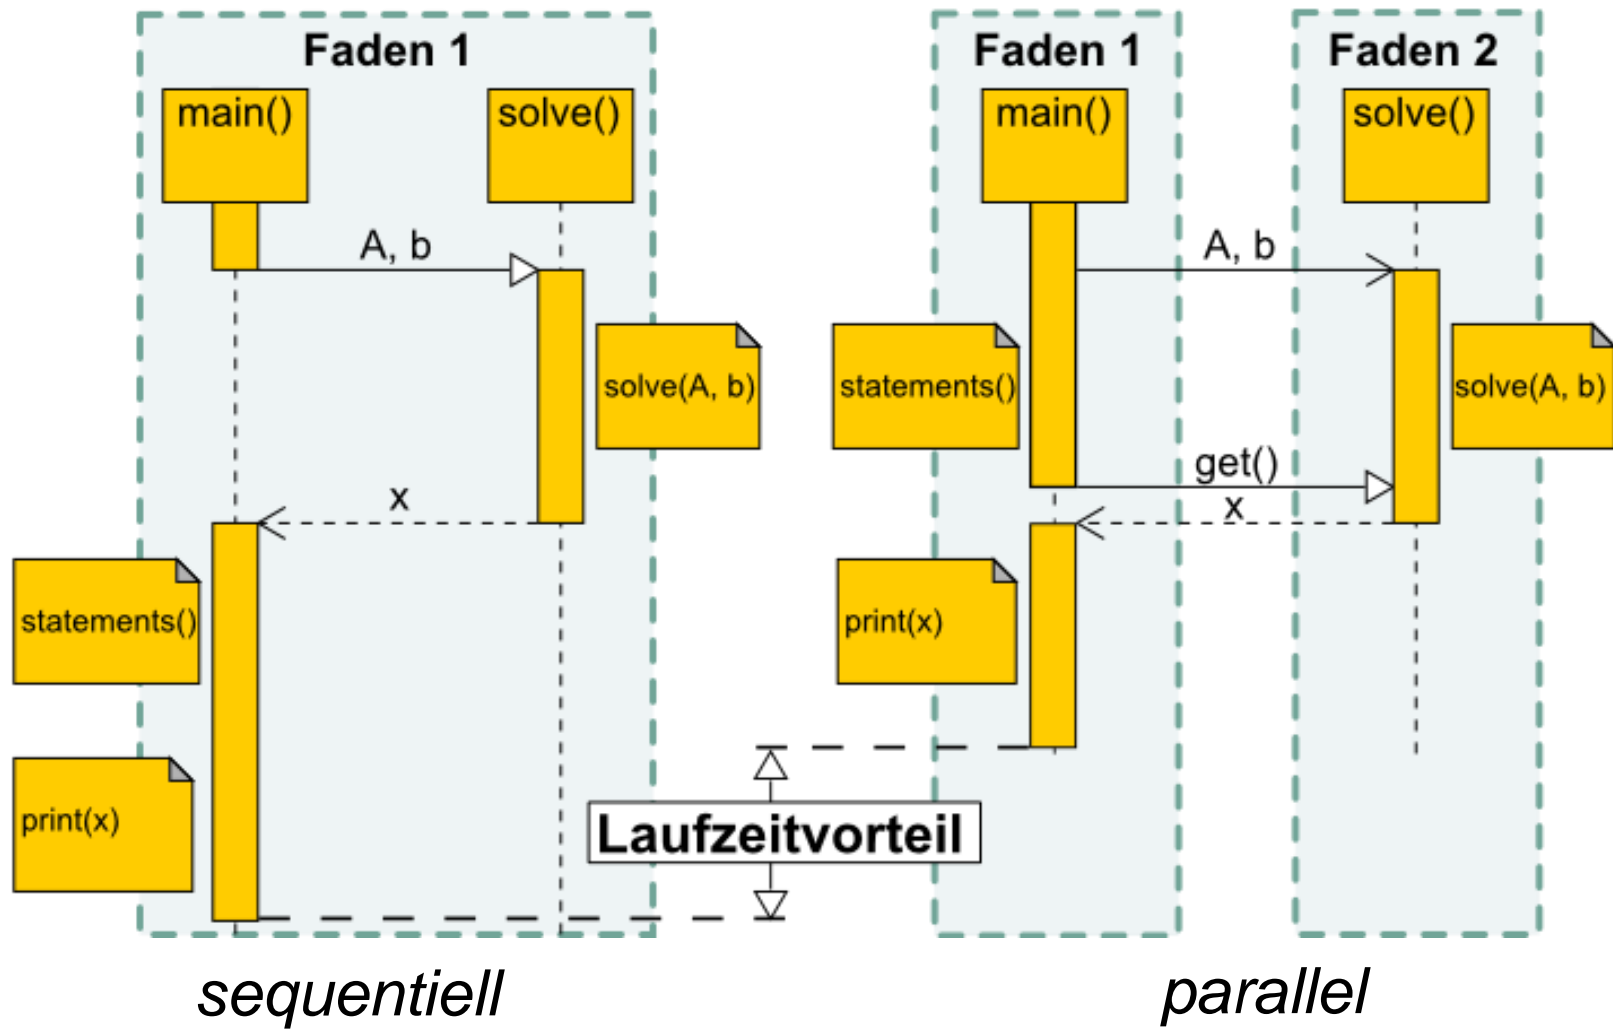 Faden 1
main()
solve()
A, b
solve(A, b)
x
statements()
print(x)
sequentiell
Laufzeitvorteil
Faden 1
Faden 2
main()
solve()
A, b
statements()
solve(A, b)
get()
x
print(x)
parallel